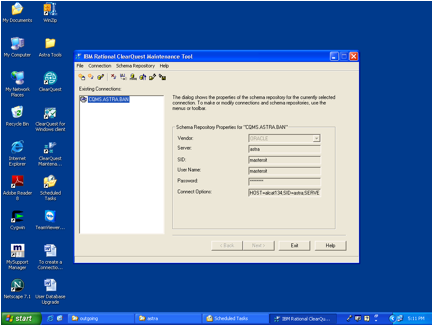 My Documents
WinZip
My Computer
Astra Tools
My Network Places
ClearQuest
Recycle Bin
ClearQuest for Windows client
Internet Explorer
ClearQuest Maintena...
Adobe Reader 8
Scheduled Tasks
Cygwin
TeamViewer...
MySupport Manager
To create a Connectio...
Netscape 7.1
User Database Upgrade
IBM Rational ClearQuest Maintenance Tool
File Connection Schema Repository Help
Existing Connections:
CQMS.ASTRA.BAN
The dialog shows the properties of the schema repository for the currently selected
connection. To make or modify connections and schema repositories, use the
menus or toolbar.
Schema Repository Properties for "CQMS.ASTRA.BAN"
Vendor: ORACLE
Server: astra
SID: mastersit
User Name: mastersit
Password: ********
Connect Options: HOST=alcatl134,SID=astra,SERVE
< Back Next > Exit Help
start outgoing astra Scheduled Tasks IBM Rational ClearQu... 5:11 PM